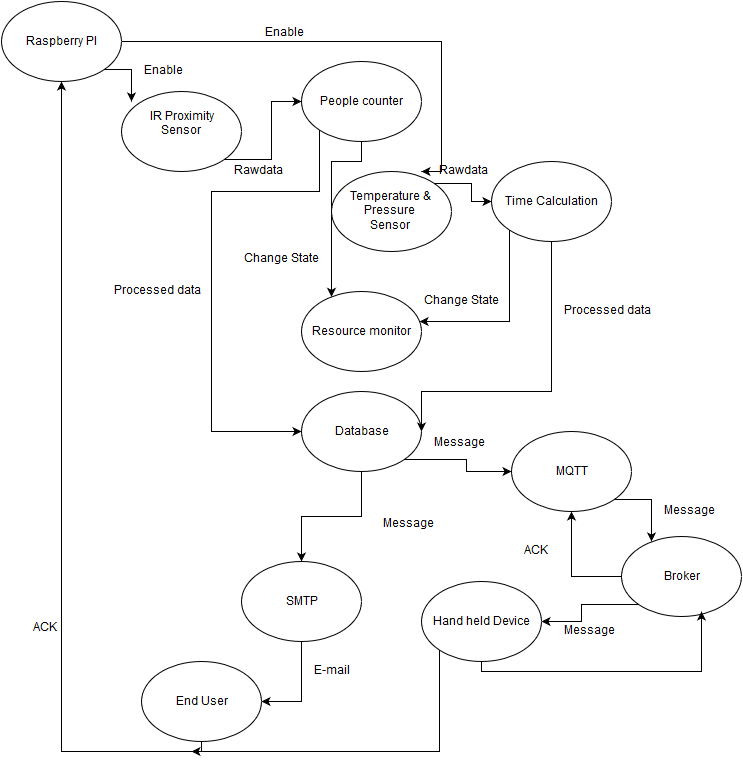 Enable
Raspberry PI
Enable
People counter
IR Proximity
Sensor
Rawdata
Rawdata
Temperature &
Pressure
Sensor
Time Calculation
Change State
Processed data
Change State
Processed data
Resource monitor
Database
Message
MQTT
Message
Message
ACK
Broker
SMTP
Hand held Device
Message
ACK
E-mail
End User